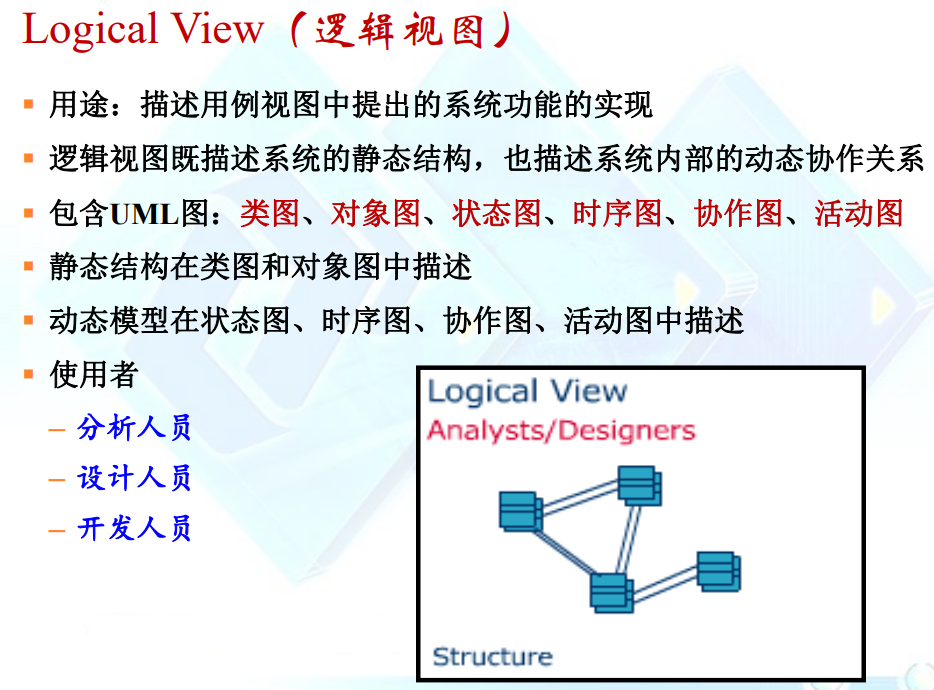 Logical View（逻辑视图）
用途：描述用例视图中提出的系统功能的实现
逻辑视图既描述系统的静态结构，也描述系统内部的动态协作关系
包含UML图：类图、对象图、状态图、时序图、协作图、活动图
静态结构在类图和对象图中描述
动态模型在状态图、时序图、协作图、活动图中描述
使用者
– 分析人员
– 设计人员
– 开发人员
Logical View
Analysts/Designers
Structure